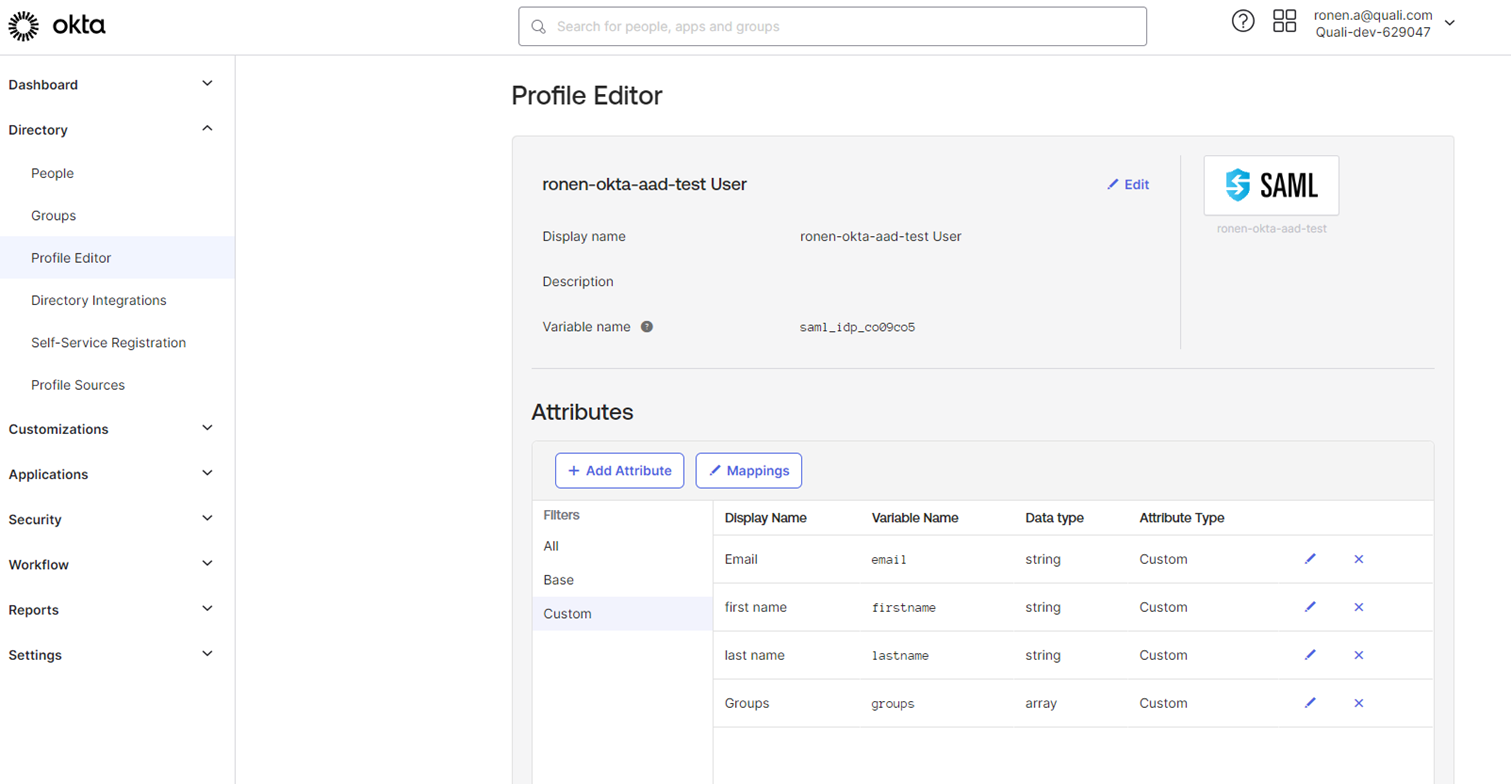 okta
Search for people, apps and groups
?
ronen.a@quali.com
Quali-dev-629047
Dashboard
Directory
People
Groups
Profile Editor
Directory Integrations
Self-Service Registration
Profile Sources
Customizations
Applications
Security
Workflow
Reports
Settings
Profile Editor
ronen-okta-aad-test User
Edit
SAML
ronen-okta-aad-test
Display name ronen-okta-aad-test User
Description
Variable name ? saml_idp_co09co5
Attributes
+ Add Attribute Mappings
Filters
All
Base
Custom
Display Name Variable Name Data type Attribute Type
Email email string Custom
first name firstname string Custom
last name lastname string Custom
Groups groups array Custom